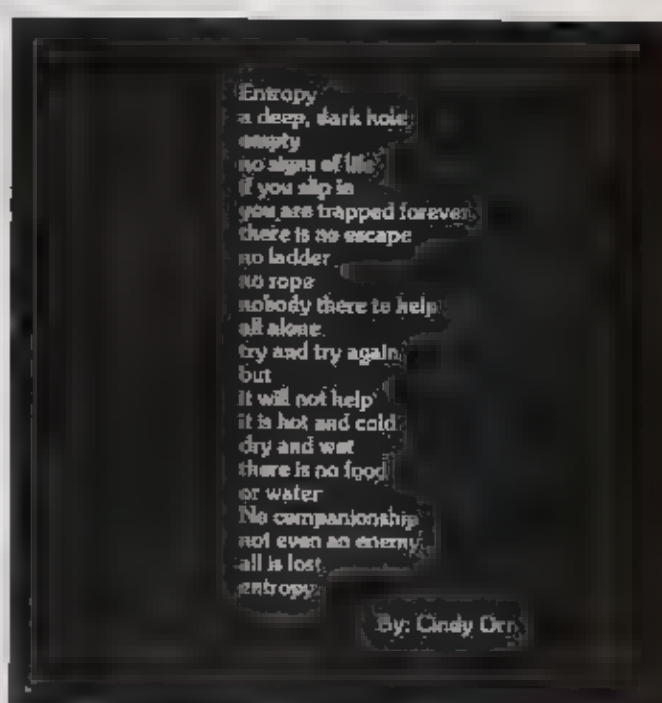 Entropy
a deep, dark hole
empty
no signs of life
if you slip in
you are trapped forever
there is no escape
no ladder
no rope
nobody there to help
all alone
try and try again
but
it will not help
it is hot and cold
dry and wet
there is no food
or water
No companionship
not even an enemy
all is lost
entropy
By: Cindy Orr